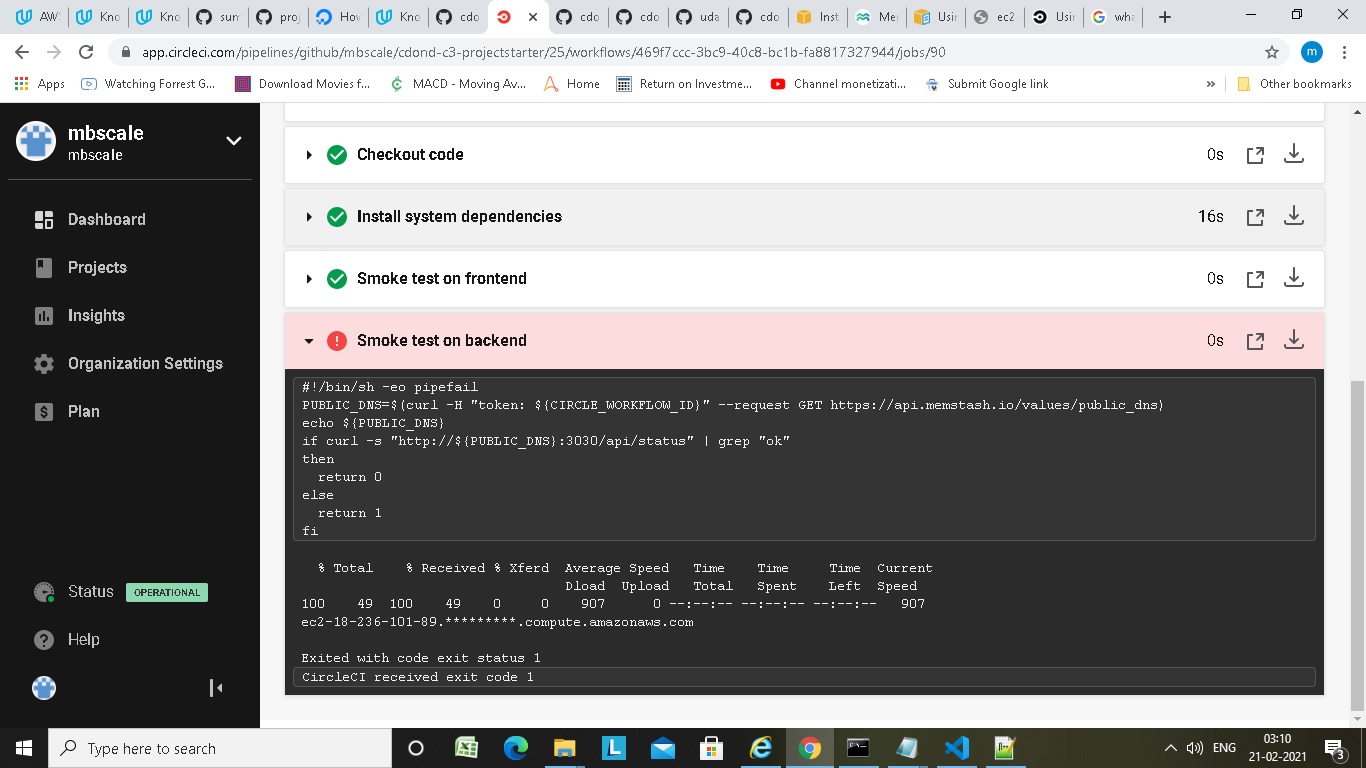 AW
Kno
Kno
sur
proj
Hov
Kno
cdo
cdo
cdo
uda
cdo
Inst
Me
Usir
ec2
Usir
wha
app.circleci.com/pipelines/github/mbscale/cdond-c3-projectstarter/25/workflows/469f7ccc-3bc9-40c8-bc1b-fa8817327944/jobs/90
m
Apps
Watching Forrest G...
Download Movies f...
MACD - Moving Av...
Home
Return on Investme...
Channel monetizati...
Submit Google link
»
Other bookmarks
mbscale
mbscale
Dashboard
Projects
Insights
Organization Settings
Plan
Status OPERATIONAL
Help
Checkout code 0s
Install system dependencies 16s
Smoke test on frontend 0s
Smoke test on backend 0s
#!/bin/sh -eo pipefail
PUBLIC_DNS=$(curl -H "token: ${CIRCLE_WORKFLOW_ID}" --request GET https://api.memstash.io/values/public_dns)
echo ${PUBLIC_DNS}
if curl -s "http://${PUBLIC_DNS}:3030/api/status" | grep "ok"
then
return 0
else
return 1
fi
% Total % Received % Xferd Average Speed Time Time Time Current
Dload Upload Total Spent Left Speed
100 49 100 49 0 0 907 0 --:--:-- --:--:-- --:--:-- 907
ec2-18-236-101-89.*********.compute.amazonaws.com
Exited with code exit status 1
CircleCI received exit code 1
Type here to search
ENG
03:10
21-02-2021
3